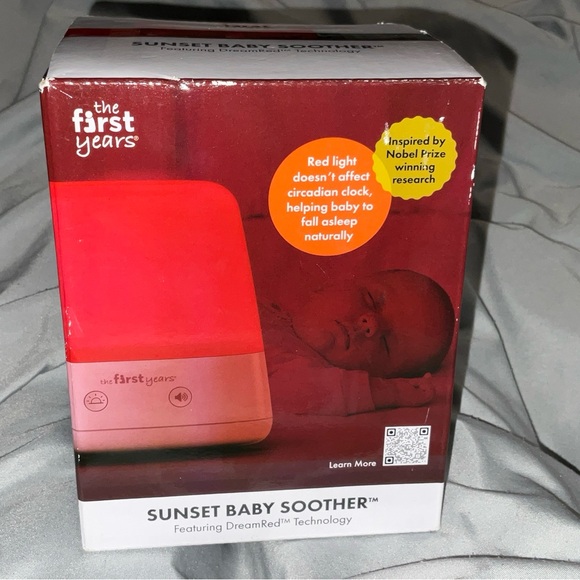 SUNSET BABY SOOTHER™
Featuring DreamRed™ Technology
the
first
years®
Red light
doesn't affect
circadian clock,
helping baby to
fall asleep
naturally
Inspired by
Nobel Prize
winning
research
the first years®
Learn More
SUNSET BABY SOOTHER™
Featuring DreamRed™ Technology